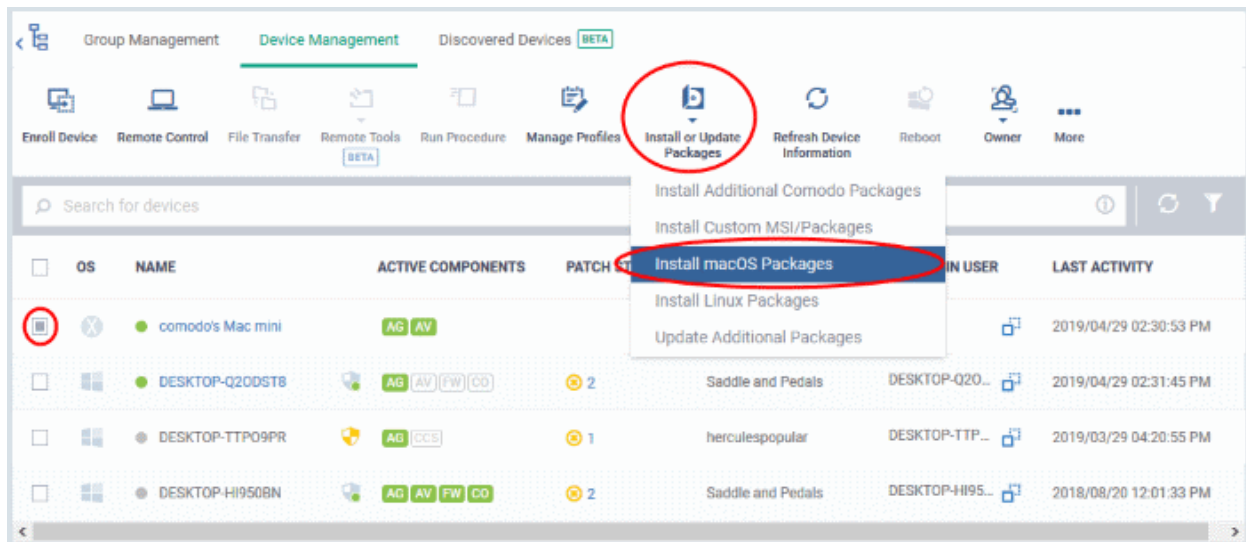 Group Management Device Management Discovered Devices BETA
Enroll Device Remote Control File Transfer Remote Tools Run Procedure Manage Profiles Install or Update Refresh Device Reboot Owner More
BETA Packages Information
Install Additional Comodo Packages
Search for devices
Install Custom MSI/Packages
OS NAME ACTIVE COMPONENTS PATCH ST Install macOS Packages IN USER LAST ACTIVITY
Install Linux Packages
comodo's Mac mini AG AV 2019/04/29 02:30:53 PM
Update Additional Packages
DESKTOP-Q2ODST8 AG AV FW CO 2 Saddle and Pedals DESKTOP-Q2O... 2019/04/29 02:31:45 PM
DESKTOP-TTPO9PR AG CCS 1 herculespopular DESKTOP-TTP... 2019/03/29 04:20:55 PM
DESKTOP-HI950BN AG AV FW CO 2 Saddle and Pedals DESKTOP-HI95... 2018/08/20 12:01:33 PM